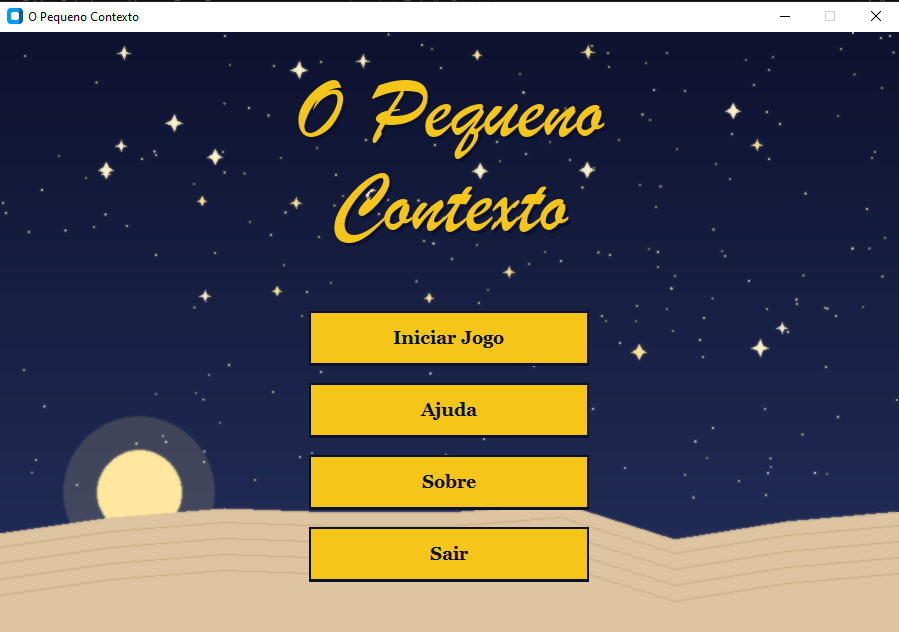 O Pequeno Contexto
O Pequeno
Contexto
Iniciar Jogo
Ajuda
Sobre
Sair